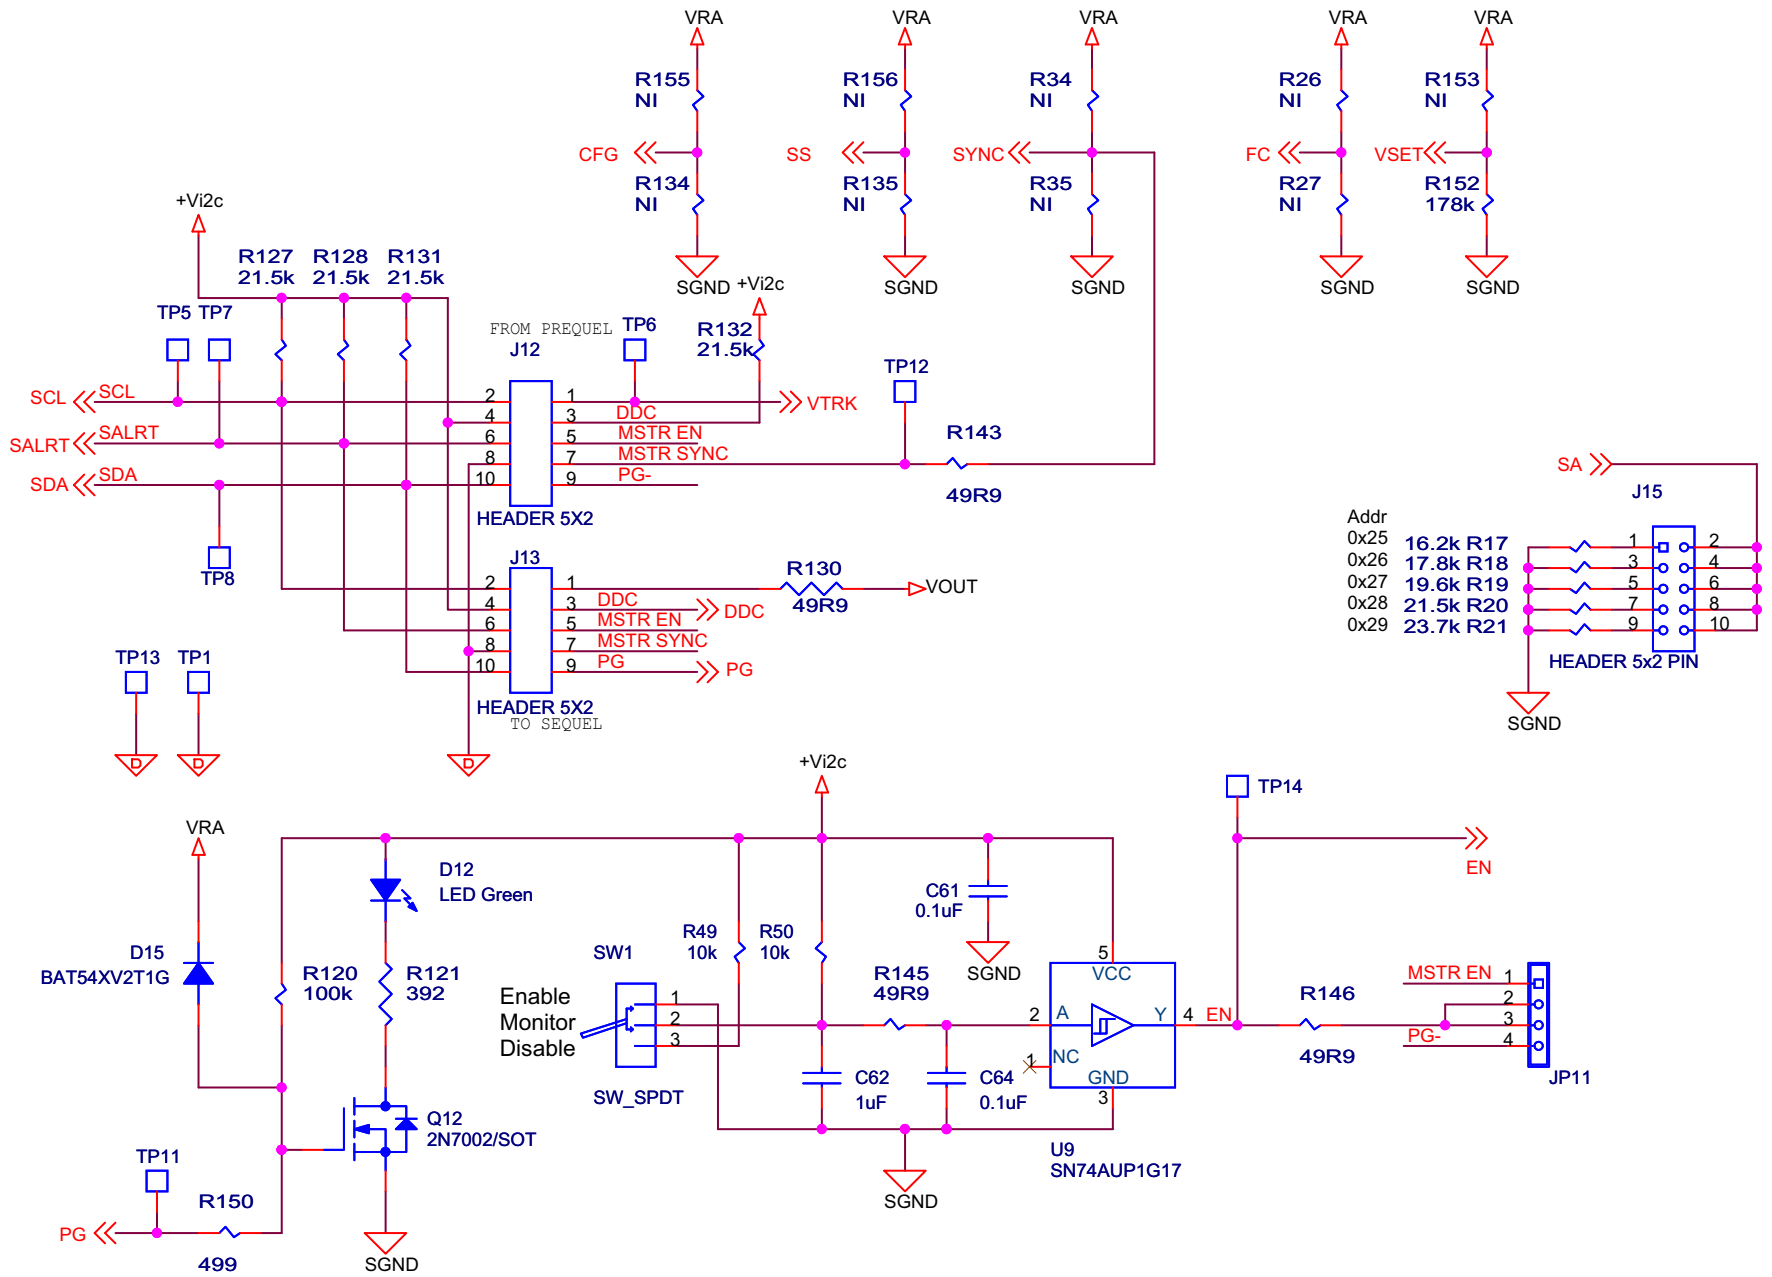 VRA VRA VRA VRA VRA
R155 R156 R34 R26 R153
NI NI NI NI NI
CFG SS SYNC FC VSET
R134 R135 R35 R27 R152
NI NI NI NI 178k
SGND SGND SGND SGND SGND
+Vi2c
R127 R128 R131
21.5k 21.5k 21.5k
+Vi2c
TP5 TP7
FROM PREQUEL
TP6
R132
21.5k
J12
TP12
SCL SCL 2 1 VTRK
4 3 DDC
SALRT SALRT 6 5 MSTR EN
8 7 MSTR SYNC
SDA SDA 10 9 PG-
HEADER 5X2
R143
49R9
TP8
J13
R130
49R9
VOUT
2 1
4 3 DDC DDC
6 5 MSTR EN
8 7 MSTR SYNC
10 9 PG PG
HEADER 5X2
TO SEQUEL
TP13 TP1
D D D
SA
J15
Addr
0x25 16.2k R17 1 2
0x26 17.8k R18 3 4
0x27 19.6k R19 5 6
0x28 21.5k R20 7 8
0x29 23.7k R21 9 10
HEADER 5x2 PIN
SGND
+Vi2c
TP14
VRA
D12
LED Green
EN
C61
0.1uF
SGND
D15
BAT54XV2T1G
R120
100k
R121
392
SW1
R49
10k
R50
10k
Enable
Monitor
Disable
1
2
3
SW_SPDT
R145
49R9
C62
1uF
C64
0.1uF
5
VCC
2 A Y 4 EN
1 NC
GND
3
U9
SN74AUP1G17
SGND
R146
49R9
MSTR EN 1
2
3
PG- 4
JP11
Q12
2N7002/SOT
TP11
R150
PG
499
SGND